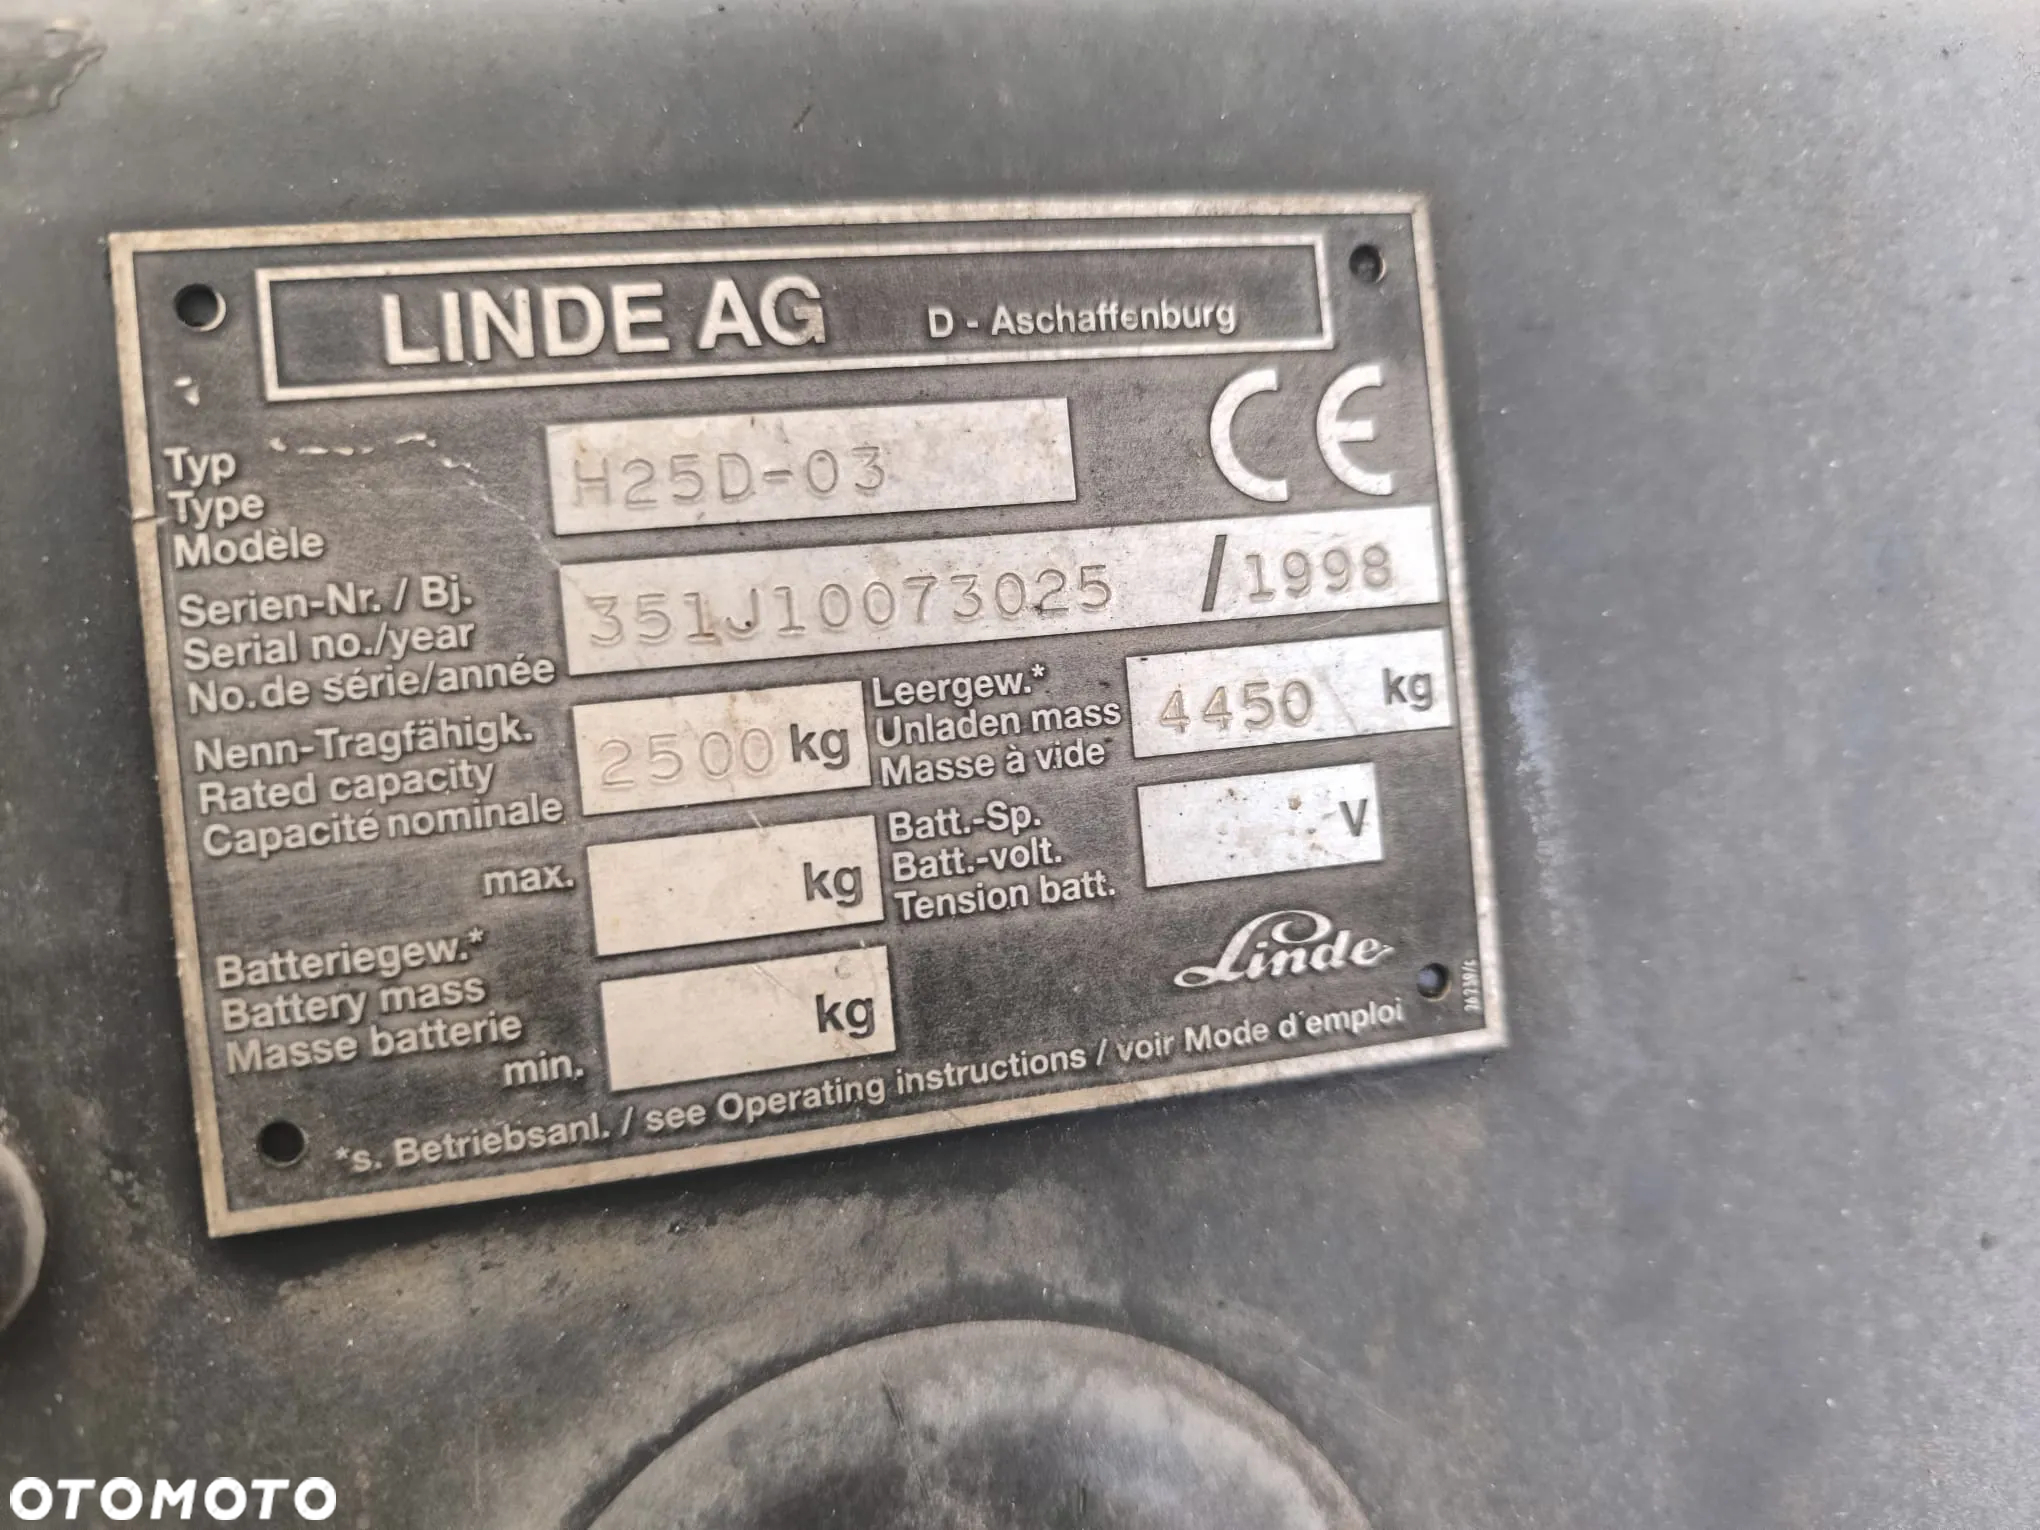 LINDE AG D - Aschaffenburg
CE
Typ
Type
Modèle
H25D-03
Serien-Nr. / Bj.
Serial no./year
No.de série/année
351J10073025 / 1998
Nenn-Tragfähigk.
Rated capacity
Capacité nominale
2500 kg
Leergew.*
Unladen mass
Masse à vide
4450 kg
max.
kg
Batt.-Sp.
Batt.-volt.
Tension batt.
V
Batteriegew.*
Battery mass
Masse batterie
min.
kg
Linde
*s. Betriebsanl. / see Operating instructions / voir Mode d'emploi
OTOMOTO